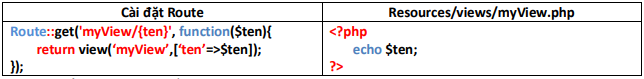 Cài đặt Route
Resources/views/myView.php
Route::get('myView/{ten}', function($ten){
return view(‘myView’,[‘ten’=>$ten]);
});
<?php
echo $ten;
?>